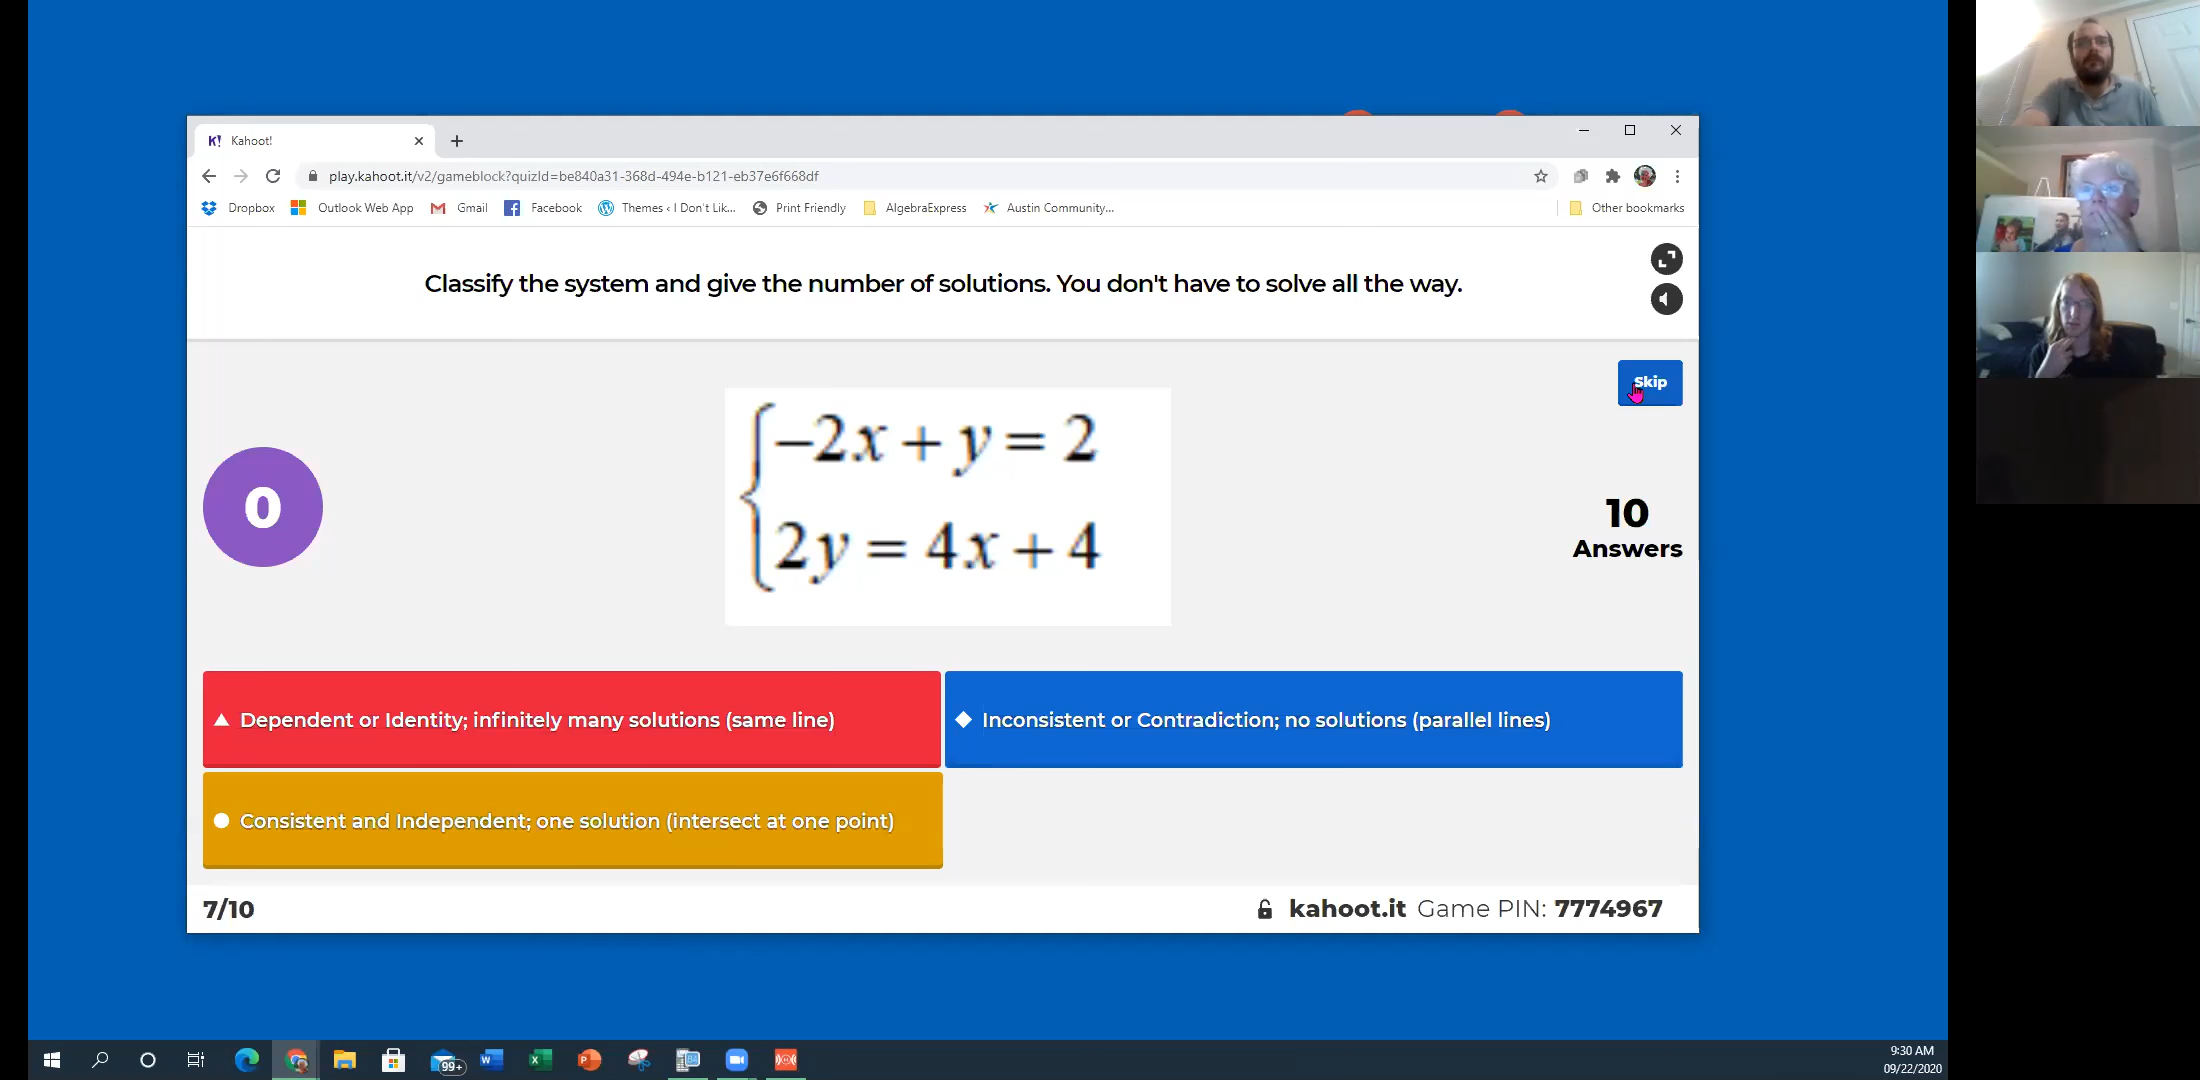 Kahoot!
play.kahoot.it/v2/gameblock?quizId=be840a31-368d-494e-b121-eb37e6f668df
Dropbox Outlook Web App Gmail Facebook Themes ‹ I Don't Lik... Print Friendly AlgebraExpress Austin Community... Other bookmarks
Classify the system and give the number of solutions. You don't have to solve all the way.
Skip
-2x + y = 2
2y = 4x + 4
0
10
Answers
Dependent or Identity; infinitely many solutions (same line)
Inconsistent or Contradiction; no solutions (parallel lines)
Consistent and Independent; one solution (intersect at one point)
7/10
kahoot.it Game PIN: 7774967
99+
9:30 AM
09/22/2020